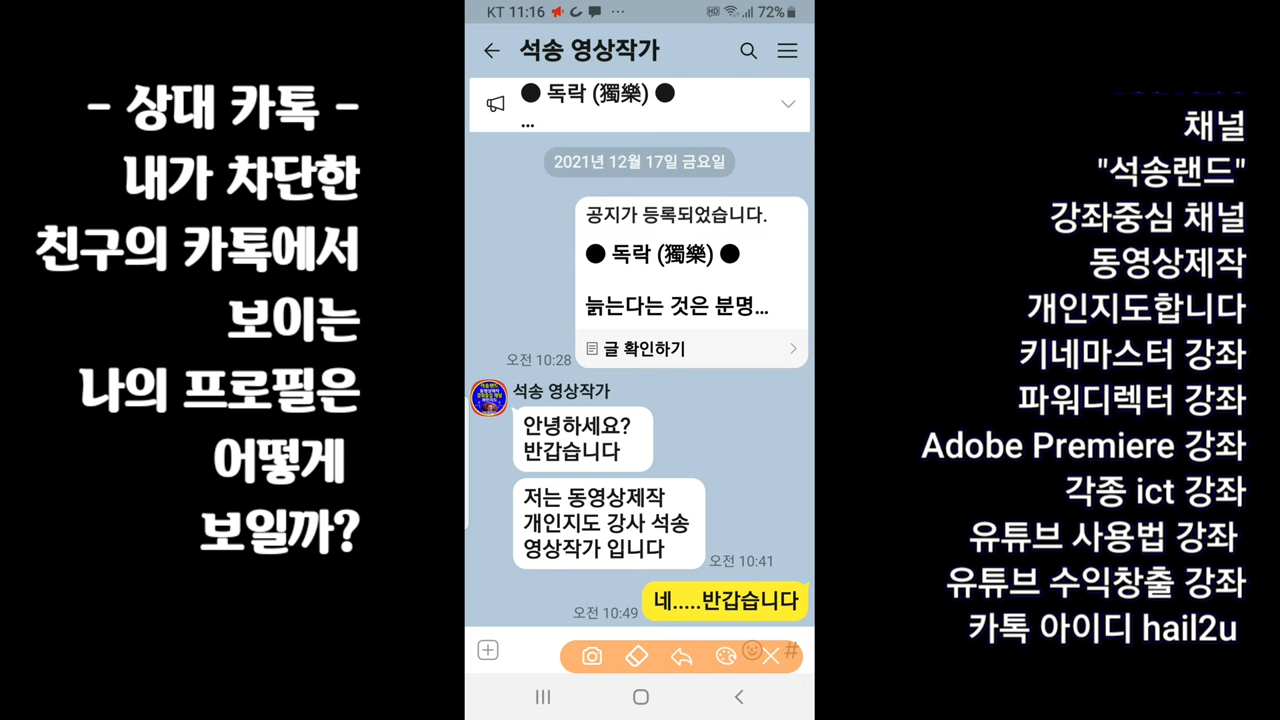 - 상대 카톡 -
내가 차단한
친구의 카톡에서
보이는
나의 프로필은
어떻게
보일까?
KT 11:16
72%
석송 영상작가
● 독락 (獨樂) ●
...
2021년 12월 17일 금요일
공지가 등록되었습니다.
● 독락 (獨樂) ●
늙는다는 것은 분명...
글 확인하기
오전 10:28
석송 영상작가
안녕하세요?
반갑습니다
저는 동영상제작
개인지도 강사 석송
영상작가 입니다
오전 10:41
네.....반갑습니다
오전 10:49
#
채널
"석송랜드"
강좌중심 채널
동영상제작
개인지도합니다
키네마스터 강좌
파워디렉터 강좌
Adobe Premiere 강좌
각종 ict 강좌
유튜브 사용법 강좌
유튜브 수익창출 강좌
카톡 아이디 hail2u